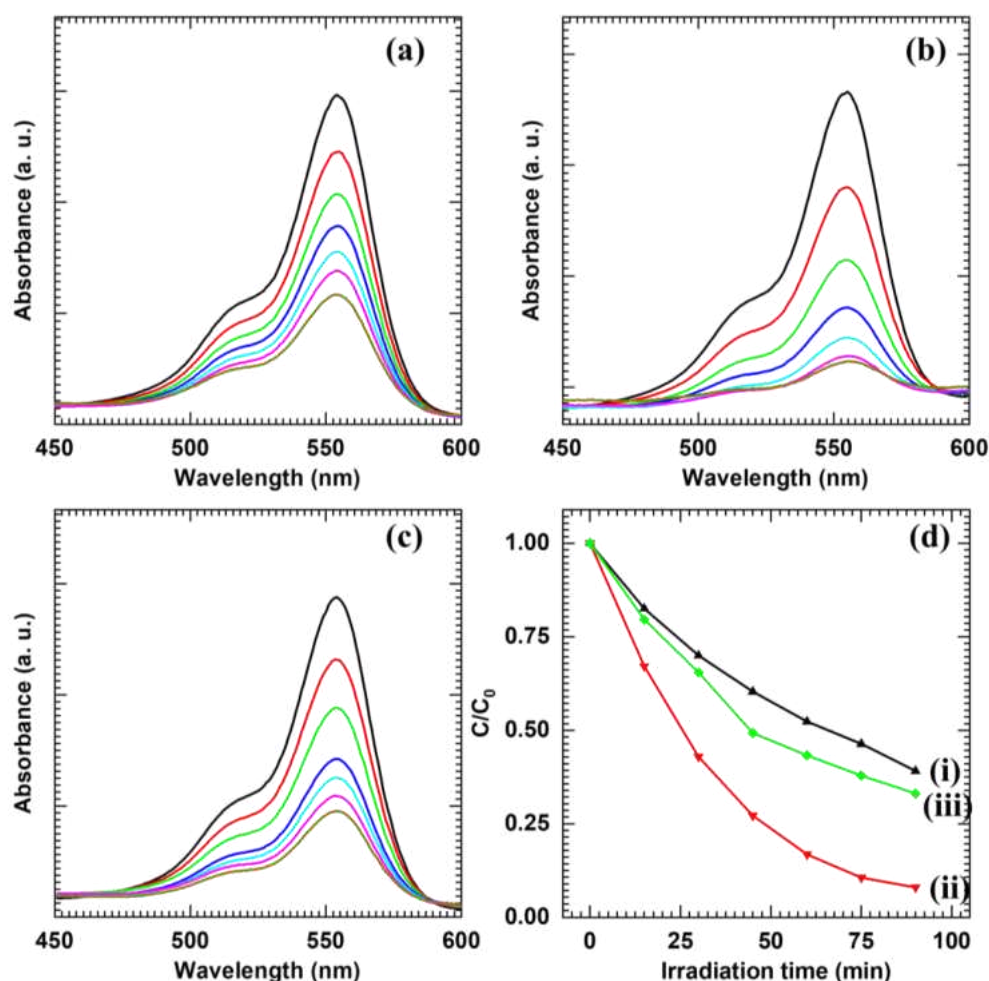 (a)
Absorbance (a. u.)
450 500 550 600
Wavelength (nm)
(b)
Absorbance (a. u.)
450 500 550 600
Wavelength (nm)
(c)
Absorbance (a. u.)
450 500 550 600
Wavelength (nm)
(d)
C/C0
1.00
0.75
0.50
0.25
0.00
(i)
(iii)
(ii)
0 25 50 75 100
Irradiation time (min)